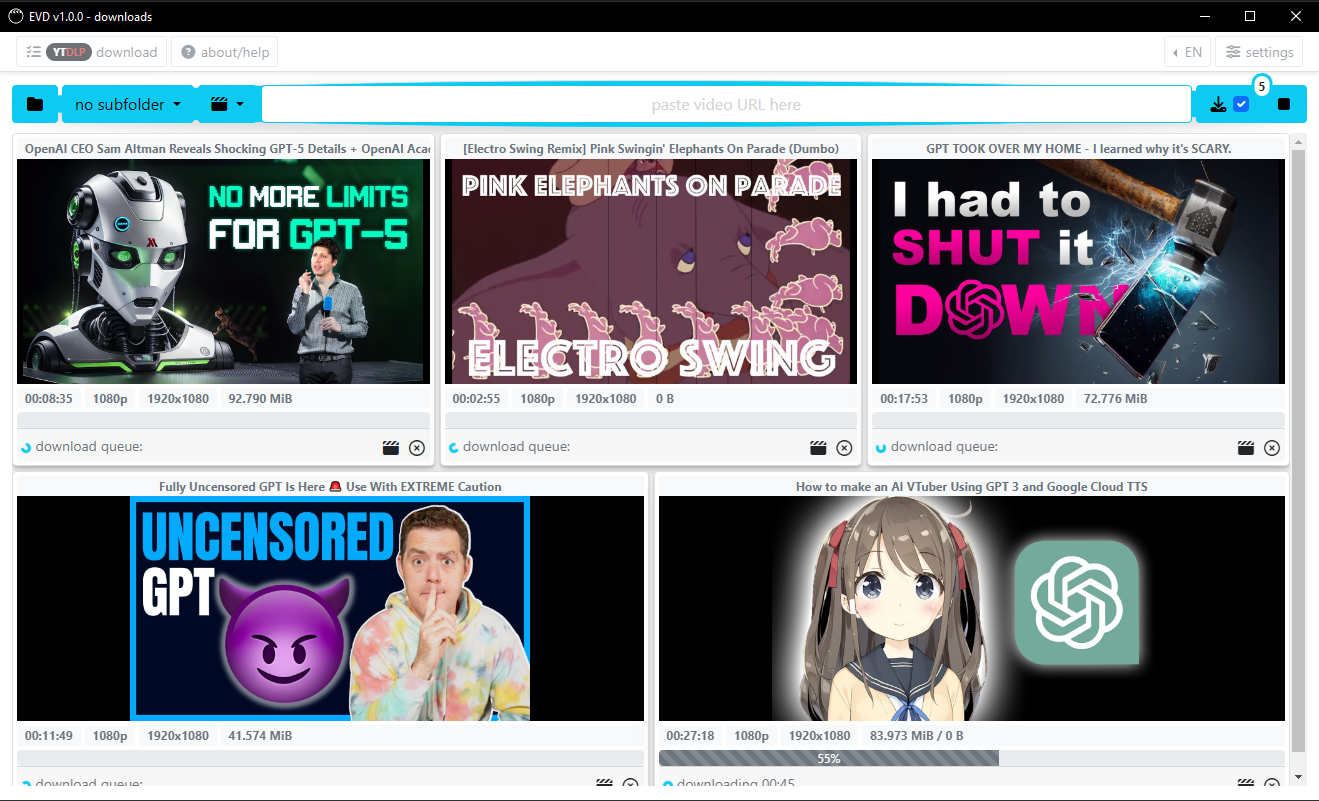 EVD v1.0.0 - downloads
YTDLP download
about/help
EN
settings
no subfolder
paste video URL here
5
OpenAI CEO Sam Altman Reveals Shocking GPT-5 Details + OpenAI Aca
[Electro Swing Remix] Pink Swingin' Elephants On Parade (Dumbo)
GPT TOOK OVER MY HOME - I learned why it's SCARY.
NO MORE LIMITS
FOR GPT-5
PINK ELEPHANTS ON PARADE
ELECTRO SWING
I had to
SHUT it
DOWN
00:08:35 1080p 1920x1080 92.790 MiB
00:02:55 1080p 1920x1080 0 B
00:17:53 1080p 1920x1080 72.776 MiB
download queue:
download queue:
download queue:
Fully Uncensored GPT Is Here 🚨 Use With EXTREME Caution
How to make an AI VTuber Using GPT 3 and Google Cloud TTS
UNCENSORED
GPT
00:11:49 1080p 1920x1080 41.574 MiB
00:27:18 1080p 1920x1080 83.973 MiB / 0 B
55%
download queue:
downloading 00:45